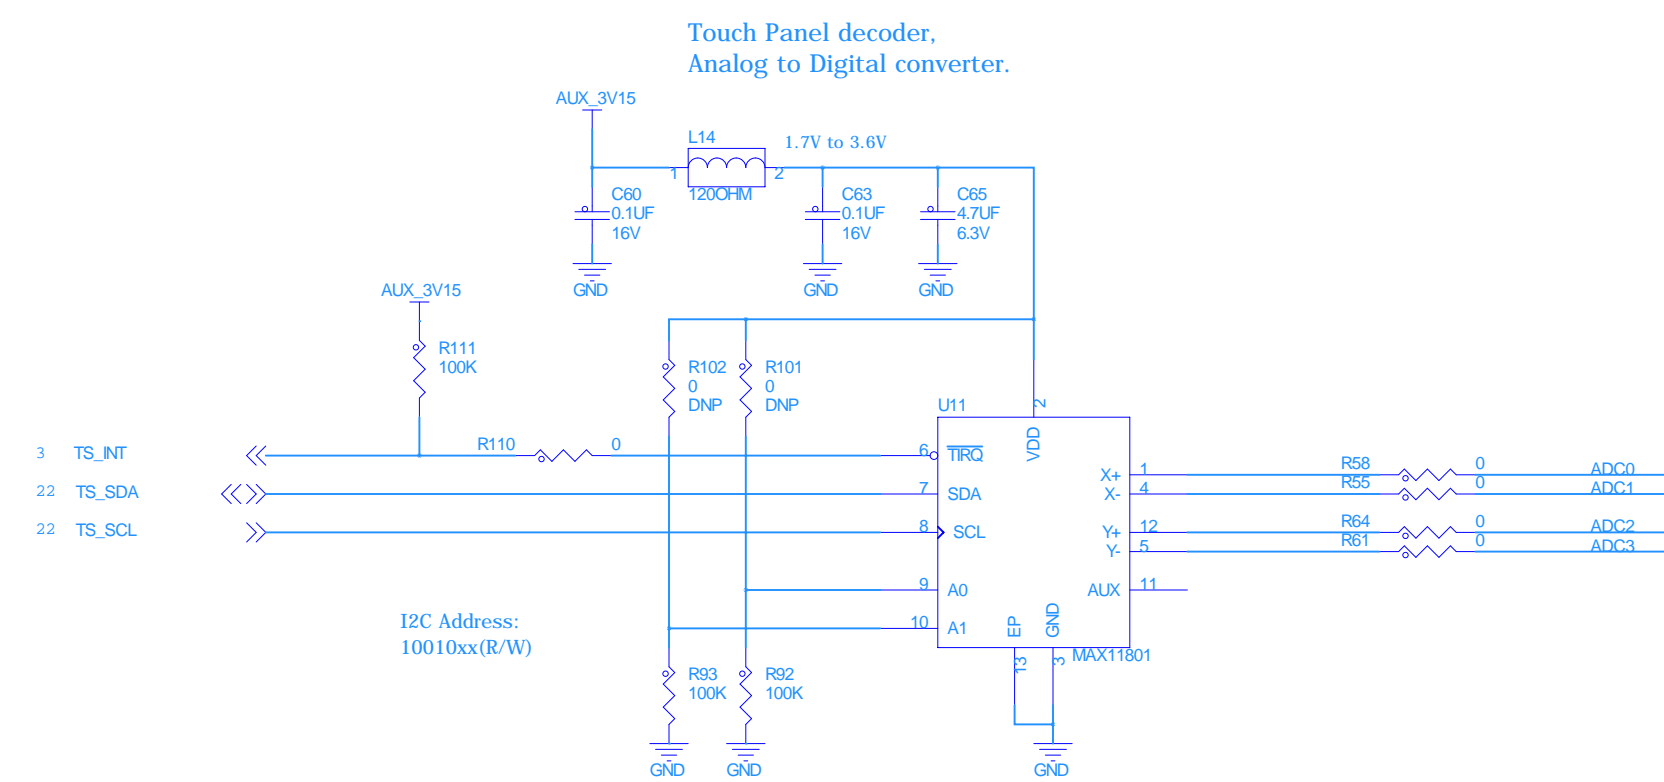 Touch Panel decoder,
Analog to Digital converter.
AUX_3V15
L14
1.7V to 3.6V
1
2
120OHM
C60
0.1UF
16V
C63
0.1UF
16V
C65
4.7UF
6.3V
GND
GND
GND
AUX_3V15
R111
100K
R102
0
DNP
R101
0
DNP
U11
2
VDD
3 TS_INT
R110 0
6 TIRQ
22 TS_SDA
7 SDA
22 TS_SCL
8 SCL
9 A0
10 A1
X+ 1
X- 4
Y+ 12
Y- 5
AUX 11
EP
GND
13
3
MAX11801
R58 0 ADC0
R55 0 ADC1
R64 0 ADC2
R61 0 ADC3
I2C Address:
10010xx(R/W)
R93
100K
R92
100K
GND
GND
GND